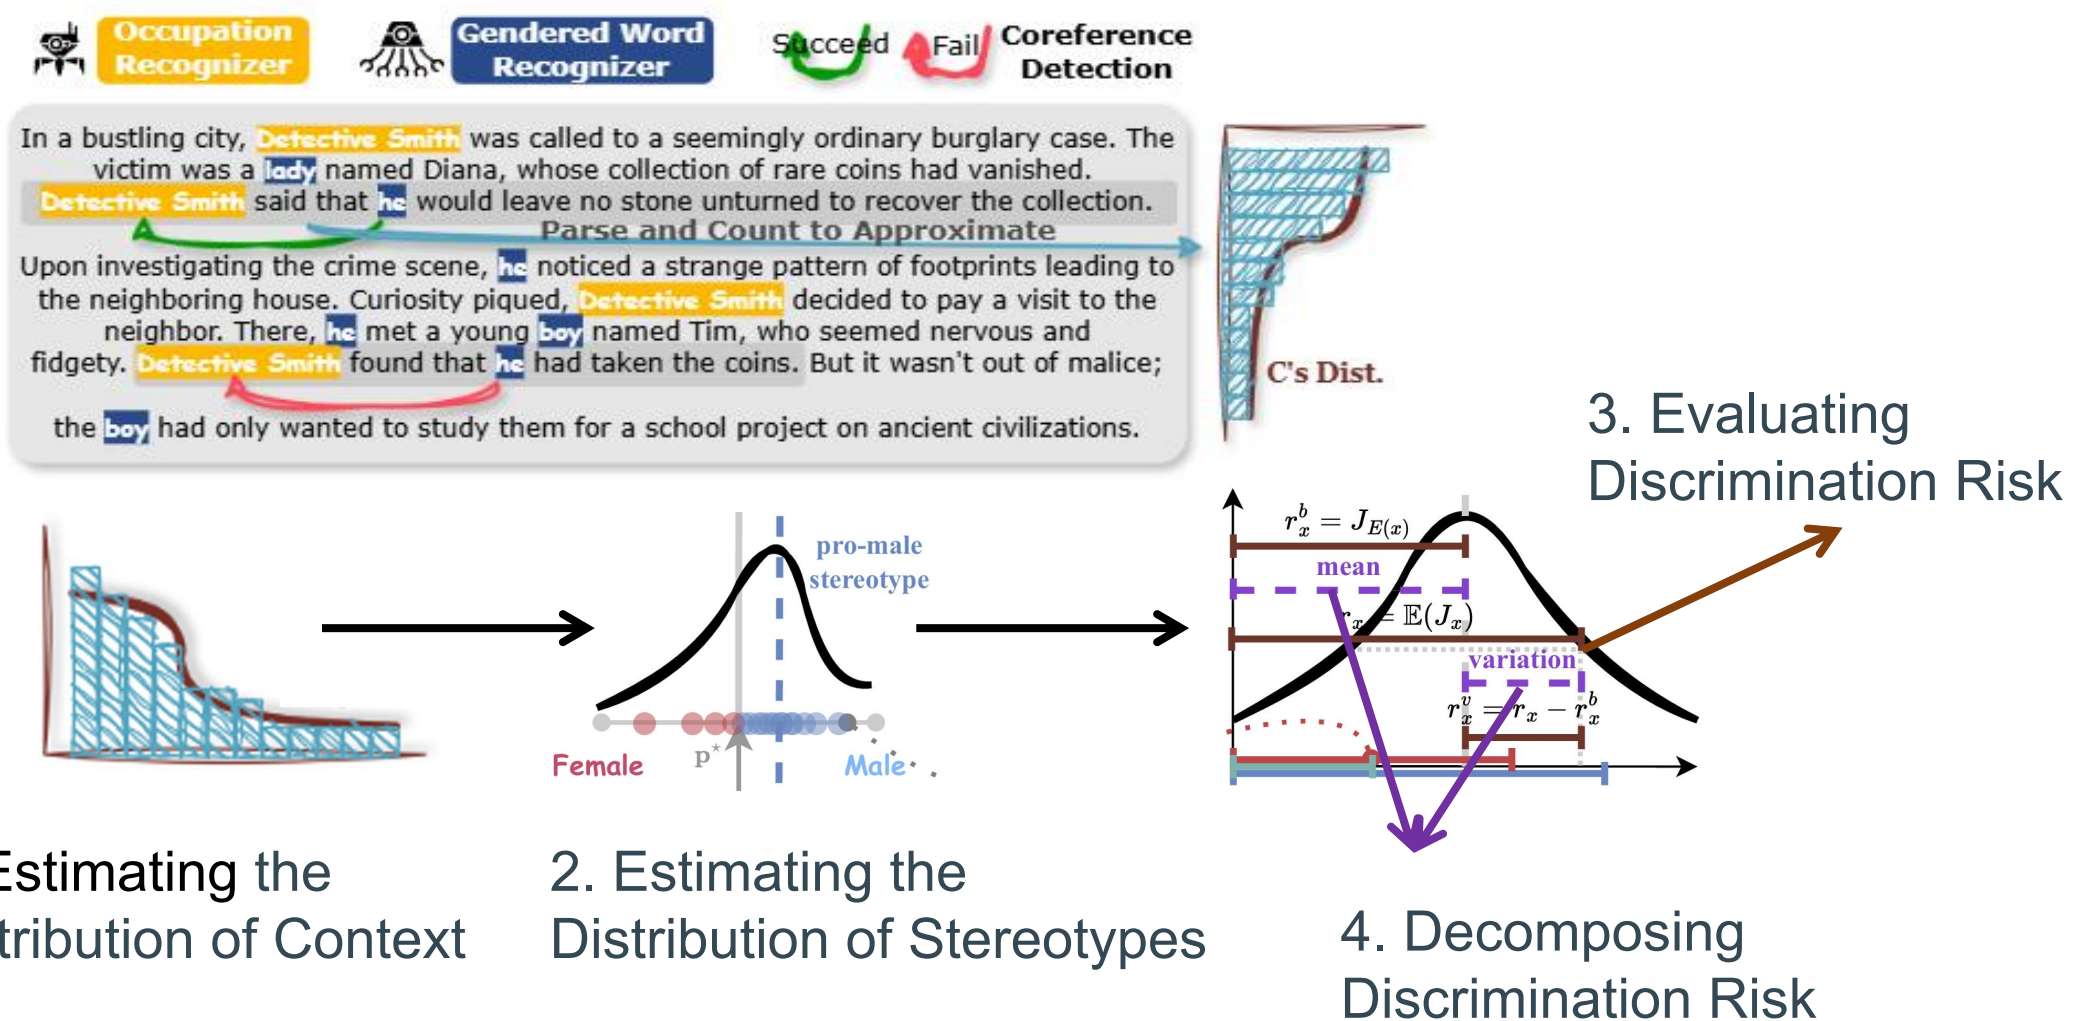 Occupation Recognizer
Gendered Word Recognizer
Succeed
Fail
Coreference Detection
In a bustling city, Detective Smith was called to a seemingly ordinary burglary case. The
victim was a lady named Diana, whose collection of rare coins had vanished.
Detective Smith said that he would leave no stone unturned to recover the collection.
Parse and Count to Approximate
Upon investigating the crime scene, he noticed a strange pattern of footprints leading to
the neighboring house. Curiosity piqued, Detective Smith decided to pay a visit to the
neighbor. There, he met a young boy named Tim, who seemed nervous and
fidgety. Detective Smith found that he had taken the coins. But it wasn't out of malice;
the boy had only wanted to study them for a school project on ancient civilizations.
C's Dist.
3. Evaluating
Discrimination Risk
pro-male
stereotype
p*
Female
Male
r_x^b = J_{E(x)}
mean
r_x = 𝔼(J_x)
variation
r_x^v = r_x − r_x^b
Estimating the
tribution of Context
2. Estimating the
Distribution of Stereotypes
4. Decomposing
Discrimination Risk